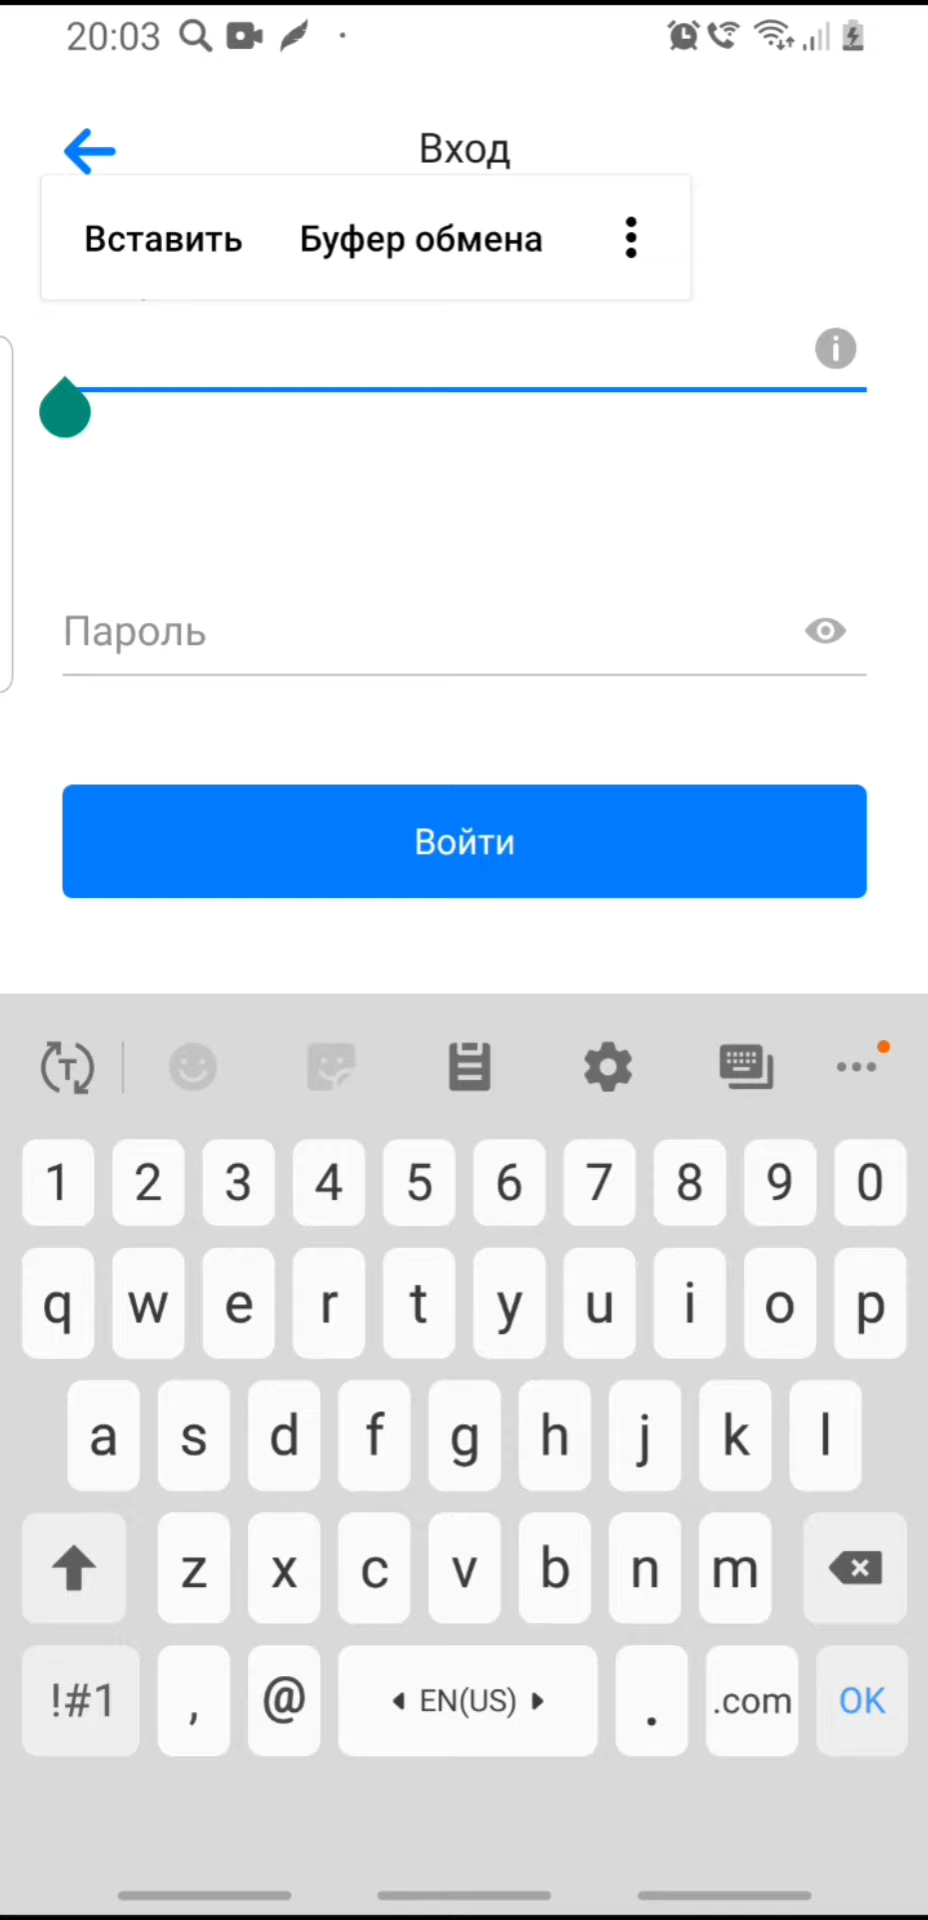 20:03
Вход
Вставить Буфер обмена
Пароль
Войти
T
1 2 3 4 5 6 7 8 9 0
q w e r t y u i o p
a s d f g h j k l
z x c v b n m
!#1 , @ EN(US) . .com OK